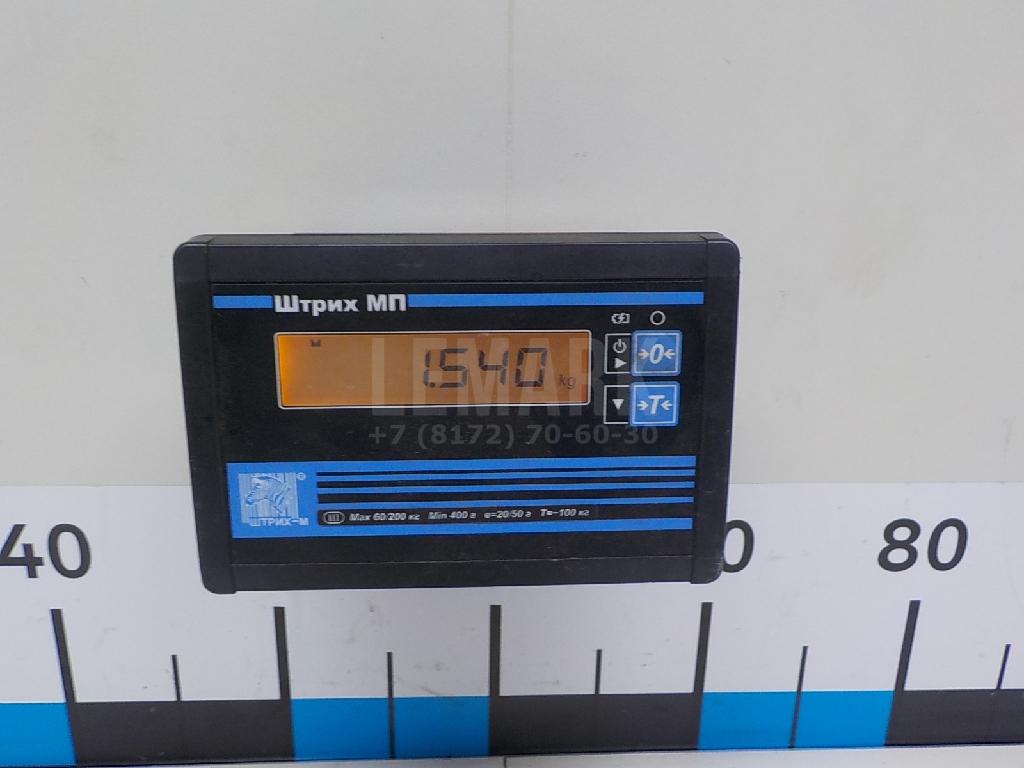 Штрих МП
1.540 kg
→0←
→T←
LEMARK
+7 (8172) 70-60-30
ШТРИХ-М
Max 60/200 кг Min 400 г e=20/50 г T=-100 кг
40
80